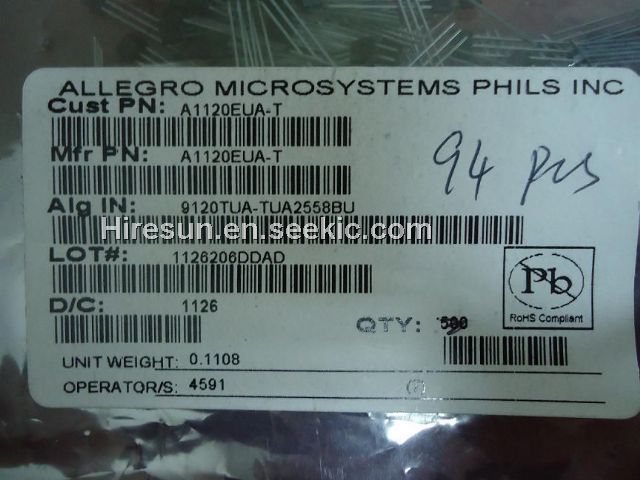 ALLEGRO MICROSYSTEMS PHILS INC
Cust PN: A1120EUA-T
Mfr PN: A1120EUA-T
94 pcs
Alg IN: 9120TUA-TUA2558BU
Hiresun.en.seekic.com
LOT#: 1126206DDAD
Pb
RoHS Compliant
D/C: 1126
QTY: 500
UNIT WEIGHT: 0.1108
OPERATOR/S: 4591